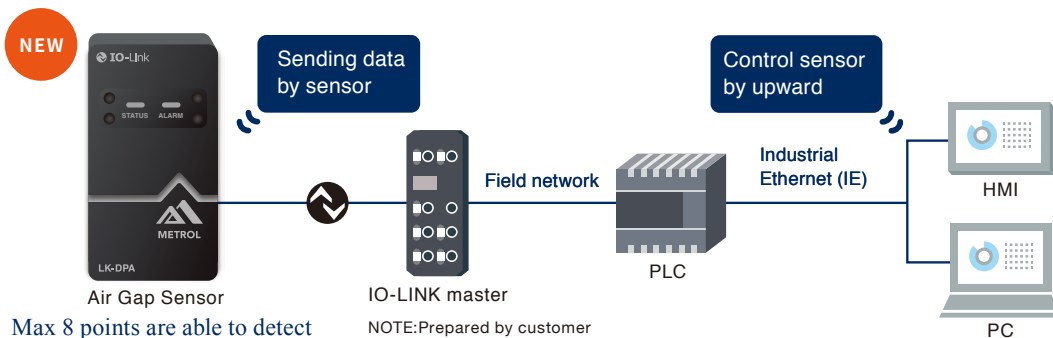 NEW
IO-Link
STATUS ALARM
METROL
LK-DPA
Air Gap Sensor
Max 8 points are able to detect
Sending data
by sensor
IO-LINK master
NOTE:Prepared by customer
Field network
PLC
Control sensor
by upward
Industrial
Ethernet (IE)
HMI
PC